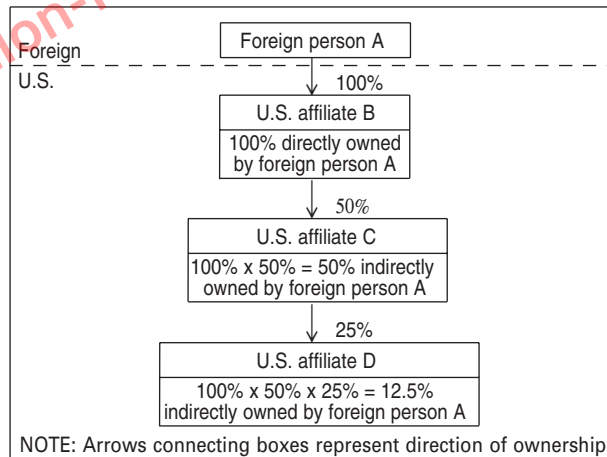 Foreign person A
Foreign
U.S.
100%
U.S. affiliate B
100% directly owned
by foreign person A
50%
U.S. affiliate C
100% x 50% = 50% indirectly
owned by foreign person A
25%
U.S. affiliate D
100% x 50% x 25% = 12.5%
indirectly owned by foreign person A
NOTE: Arrows connecting boxes represent direction of ownership